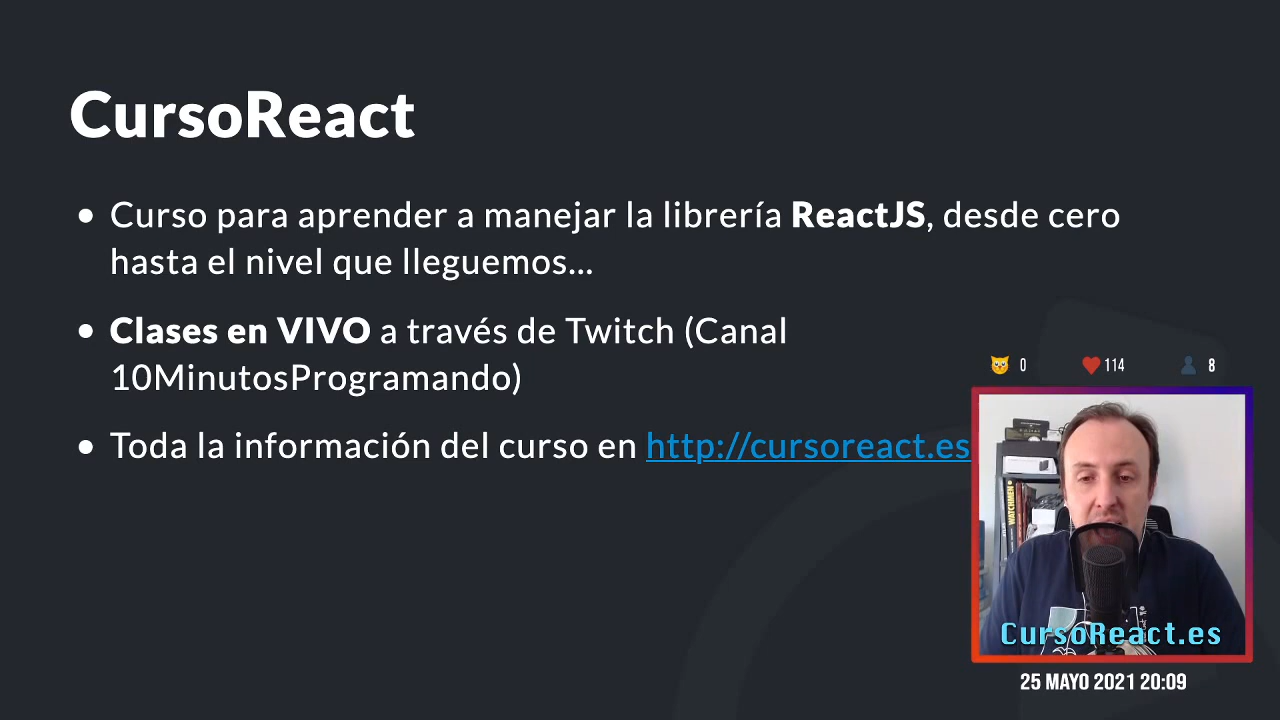 CursoReact
• Curso para aprender a manejar la librería ReactJS, desde cero
hasta el nivel que lleguemos...
• Clases en VIVO a través de Twitch (Canal
10MinutosProgramando)
• Toda la información del curso en http://cursoreact.es
0 114 8
WATCHMEN
CursoReact.es
25 MAYO 2021 20:09